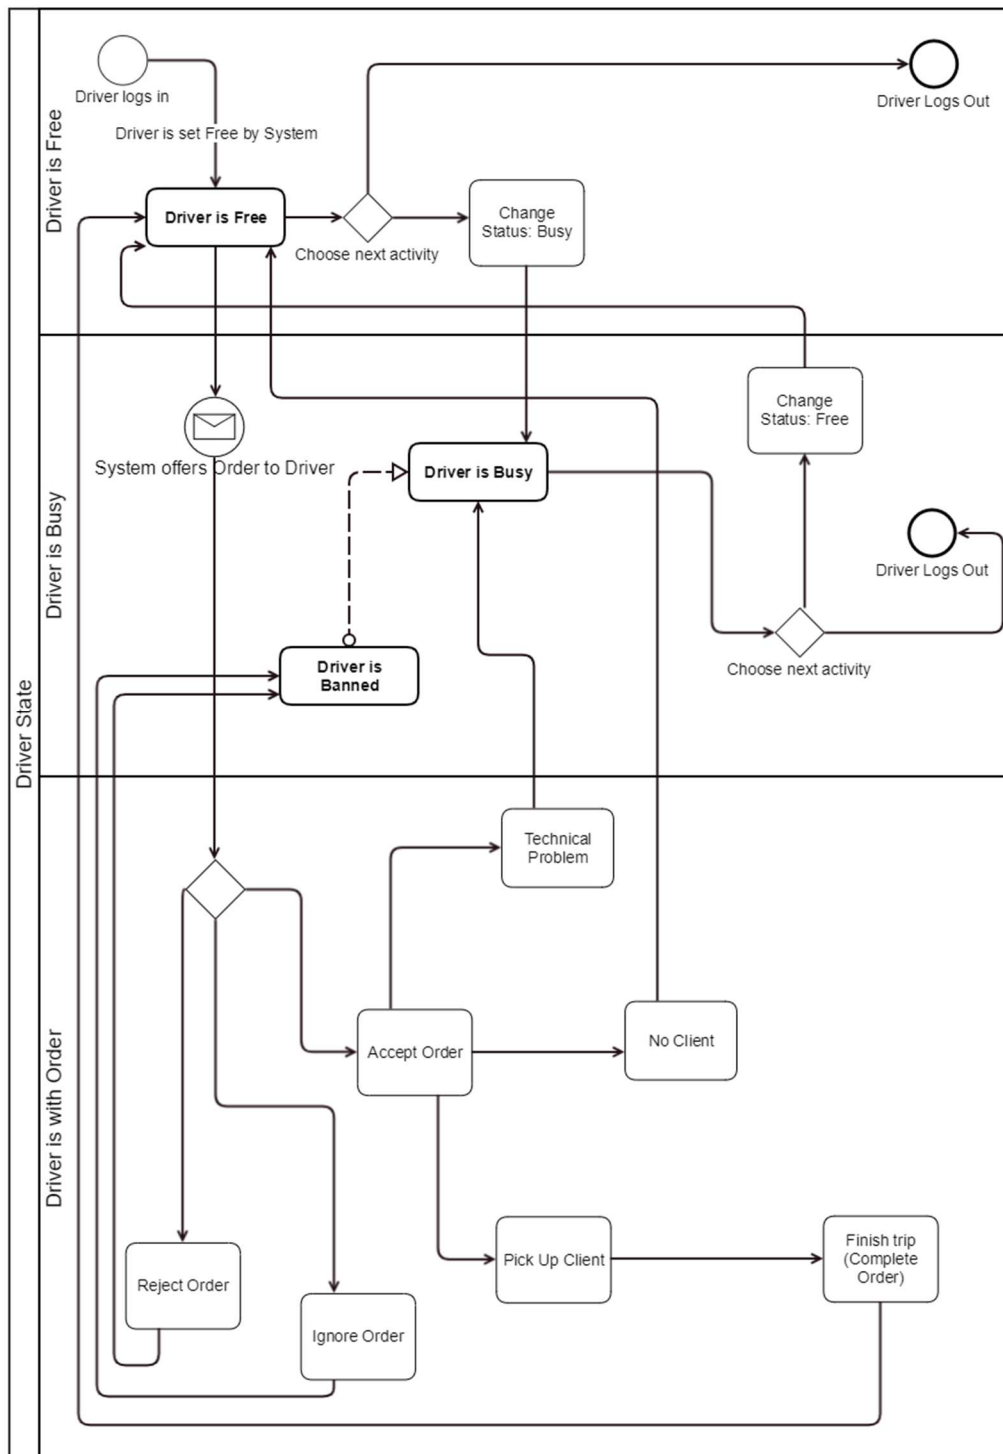 Driver State
Driver is Free
Driver logs in
Driver Logs Out
Driver is set Free by System
Driver is Free
Change
Status: Busy
Choose next activity
Driver is Busy
Change
Status: Free
System offers Order to Driver
Driver is Busy
Driver Logs Out
Driver is
Banned
Choose next activity
Driver is with Order
Technical
Problem
Accept Order
No Client
Pick Up Client
Finish trip
(Complete
Order)
Reject Order
Ignore Order